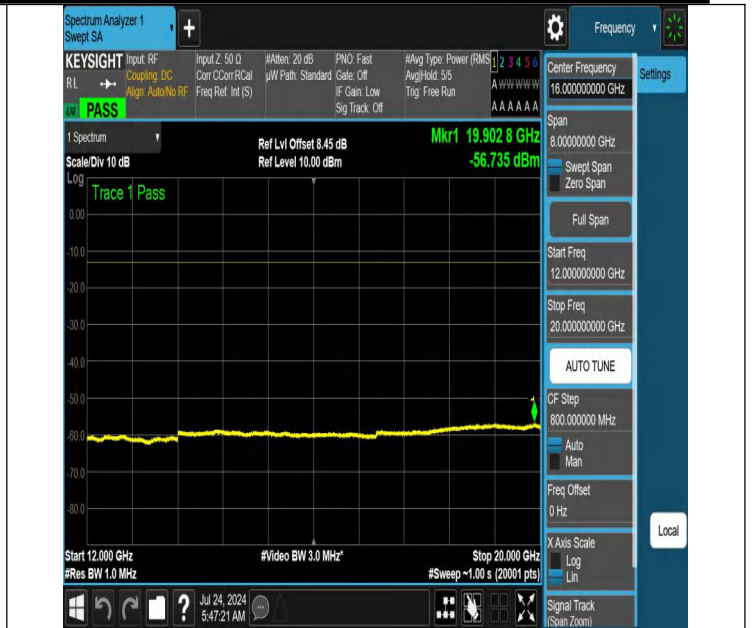 Spectrum Analyzer 1
Swept SA
+
Frequency
KEYSIGHT
RL
PASS
Input: RF
Coupling: DC
Align: Auto/No RF
Input Z: 50 Ω
Corr CCorr RCal
Freq Ref: Int (S)
#Atten: 20 dB
µW Path: Standard
PNO: Fast
Gate: Off
IF Gain: Low
Sig Track: Off
#Avg Type: Power (RMS
Avg|Hold: 5/5
Trig: Free Run
1 2 3 4 5 6
A W W W W W
A A A A A A
1 Spectrum
Scale/Div 10 dB
Log
Ref Lvl Offset 8.45 dB
Ref Level 10.00 dBm
Mkr1 19.902 8 GHz
-56.735 dBm
Trace 1 Pass
0.00
-10.0
-20.0
-30.0
-40.0
-50.0
-60.0
-70.0
-80.0
1
Start 12.000 GHz
#Res BW 1.0 MHz
#Video BW 3.0 MHz*
Stop 20.000 GHz
#Sweep ~1.00 s (20001 pts)
Center Frequency
16.000000000 GHz
Settings
Span
8.00000000 GHz
Swept Span
Zero Span
Full Span
Start Freq
12.000000000 GHz
Stop Freq
20.000000000 GHz
AUTO TUNE
CF Step
800.000000 MHz
Auto
Man
Freq Offset
0 Hz
X Axis Scale
Log
Lin
Local
Signal Track
(Span Zoom)
?
Jul 24, 2024
5:47:21 AM